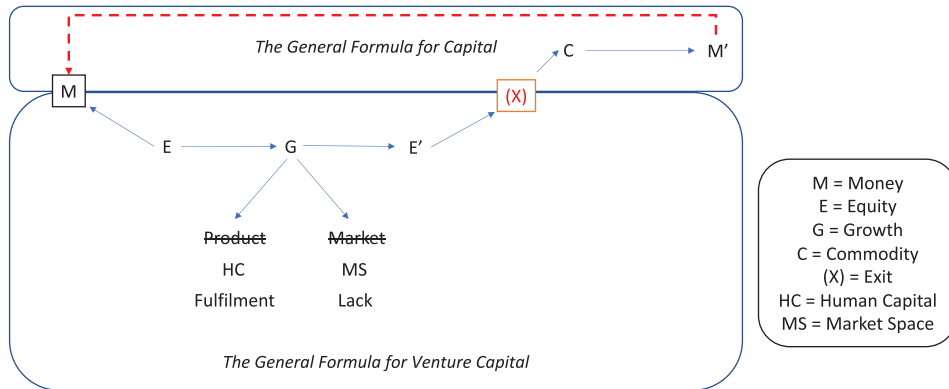 The General Formula for Capital
C
M'
M
(X)
E
G
E'
Product
Market
HC
MS
Fulfilment
Lack
The General Formula for Venture Capital
M = Money
E = Equity
G = Growth
C = Commodity
(X) = Exit
HC = Human Capital
MS = Market Space